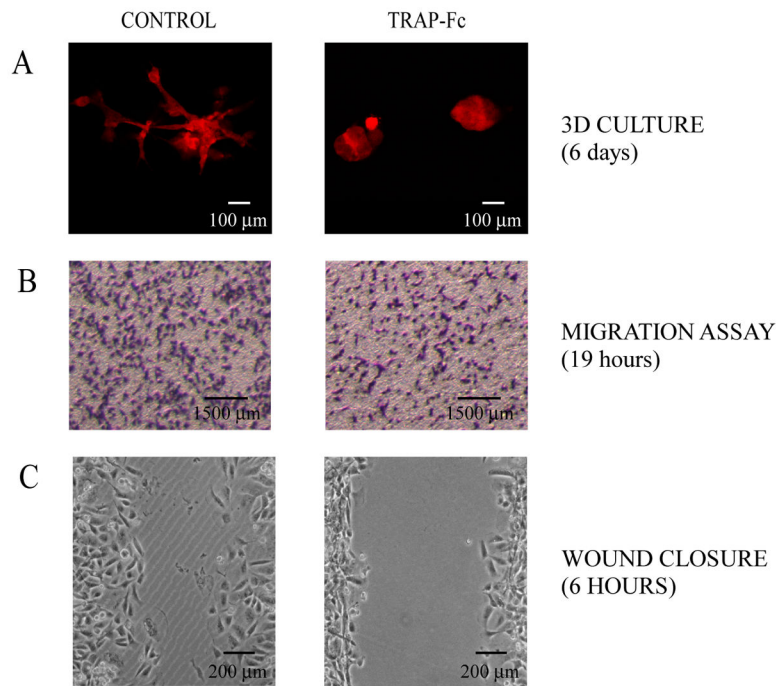 CONTROL
TRAP-Fc
A
100 µm
100 µm
3D CULTURE
(6 days)
B
1500 µm
1500 µm
MIGRATION ASSAY
(19 hours)
C
200 µm
200 µm
WOUND CLOSURE
(6 HOURS)